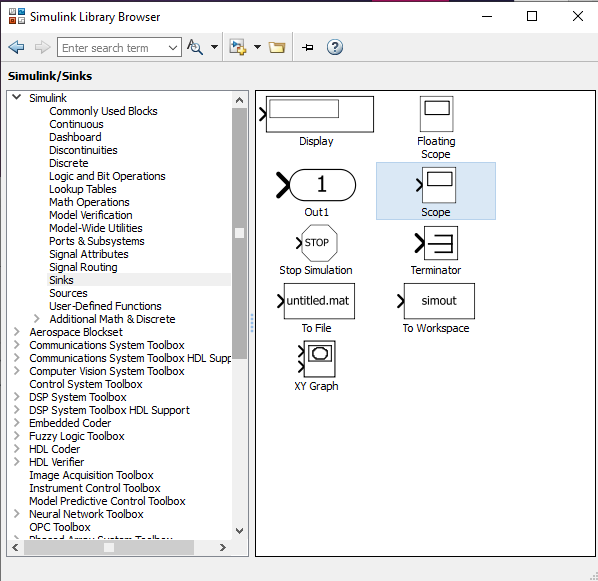 Simulink Library Browser
Enter search term
Simulink/Sinks
Simulink
Commonly Used Blocks
Continuous
Dashboard
Discontinuities
Discrete
Logic and Bit Operations
Lookup Tables
Math Operations
Model Verification
Model-Wide Utilities
Ports & Subsystems
Signal Attributes
Signal Routing
Sinks
Sources
User-Defined Functions
Additional Math & Discrete
Aerospace Blockset
Communications System Toolbox
Communications System Toolbox HDL Supp
Computer Vision System Toolbox
Control System Toolbox
DSP System Toolbox
DSP System Toolbox HDL Support
Embedded Coder
Fuzzy Logic Toolbox
HDL Coder
HDL Verifier
Image Acquisition Toolbox
Instrument Control Toolbox
Model Predictive Control Toolbox
Neural Network Toolbox
OPC Toolbox
Phased Array System Toolbox
Display
Floating
Scope
1
Out1
Scope
STOP
Stop Simulation
Terminator
untitled.mat
To File
simout
To Workspace
XY Graph